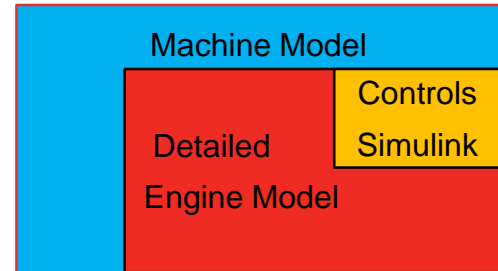 Machine Model
Controls
Simulink
Detailed
Engine Model